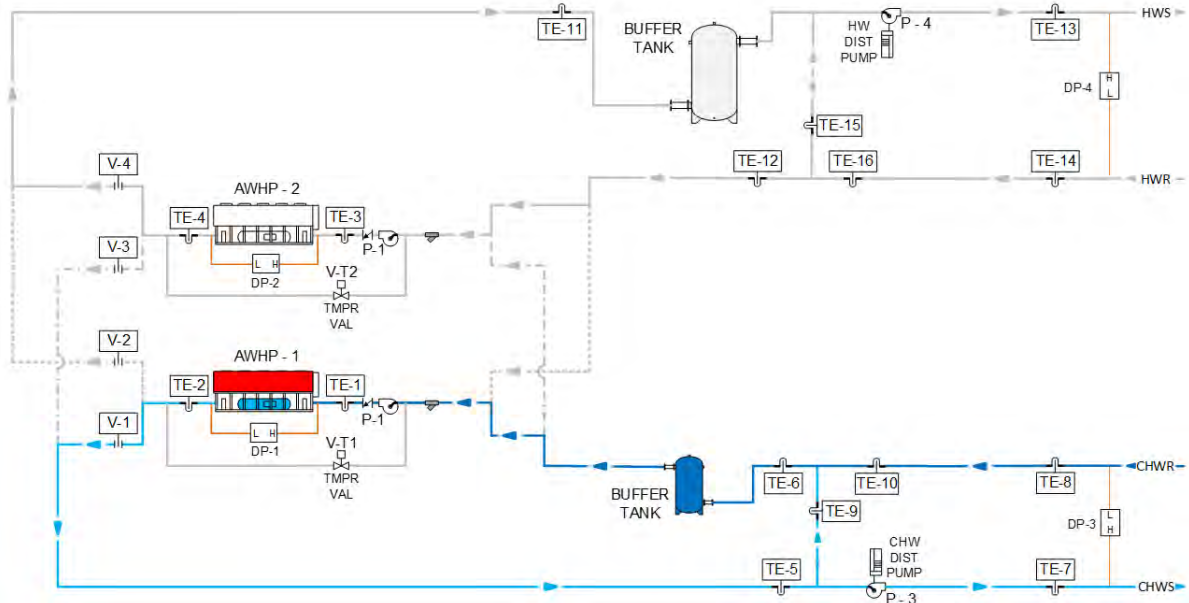 TE-11
BUFFER
TANK
HW
DIST
PUMP
P - 4
TE-13
HWS
DP-4
H
L
TE-15
TE-12
TE-16
TE-14
HWR
V-4
AWHP - 2
TE-4
TE-3
P-1
V-3
L H
DP-2
V-T2
TMPR
VAL
V-2
AWHP - 1
TE-2
TE-1
P-1
V-1
L H
DP-1
V-T1
TMPR
VAL
BUFFER
TANK
TE-6
TE-10
TE-8
CHWR
TE-9
DP-3
L
H
CHW
DIST
PUMP
TE-5
P - 3
TE-7
CHWS